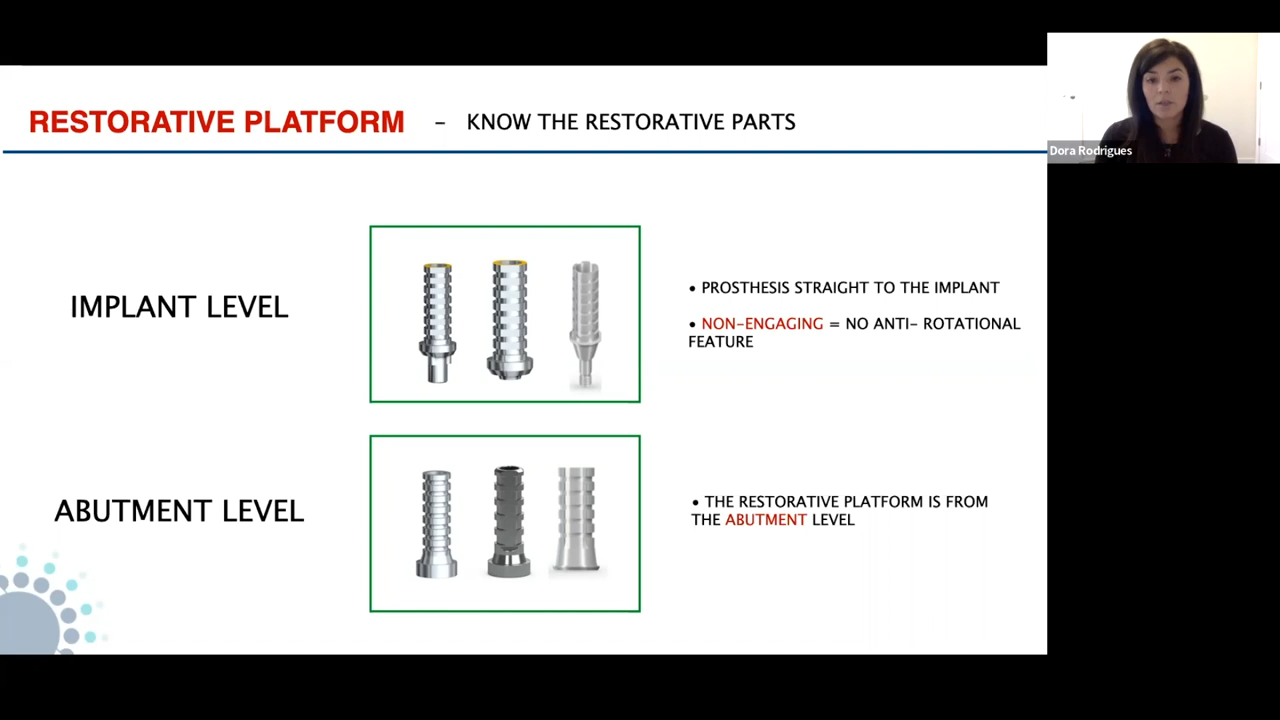 RESTORATIVE PLATFORM – KNOW THE RESTORATIVE PARTS
Dora Rodrigues
IMPLANT LEVEL
• PROSTHESIS STRAIGHT TO THE IMPLANT
• NON-ENGAGING = NO ANTI– ROTATIONAL
FEATURE
ABUTMENT LEVEL
• THE RESTORATIVE PLATFORM IS FROM
THE ABUTMENT LEVEL